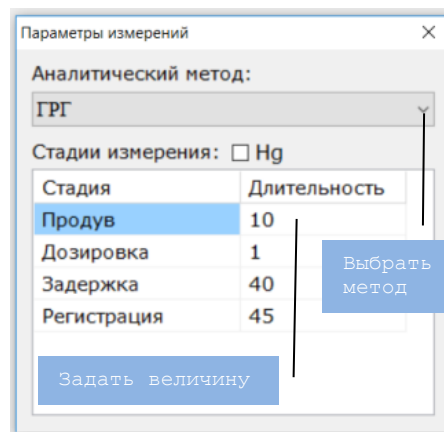 Параметры измерений
Аналитический метод:
ГРГ
Стадии измерения: Hg
Стадия Длительность
Продув 10
Дозировка 1
Задержка 40
Регистрация 45
Выбрать
метод
Задать величину